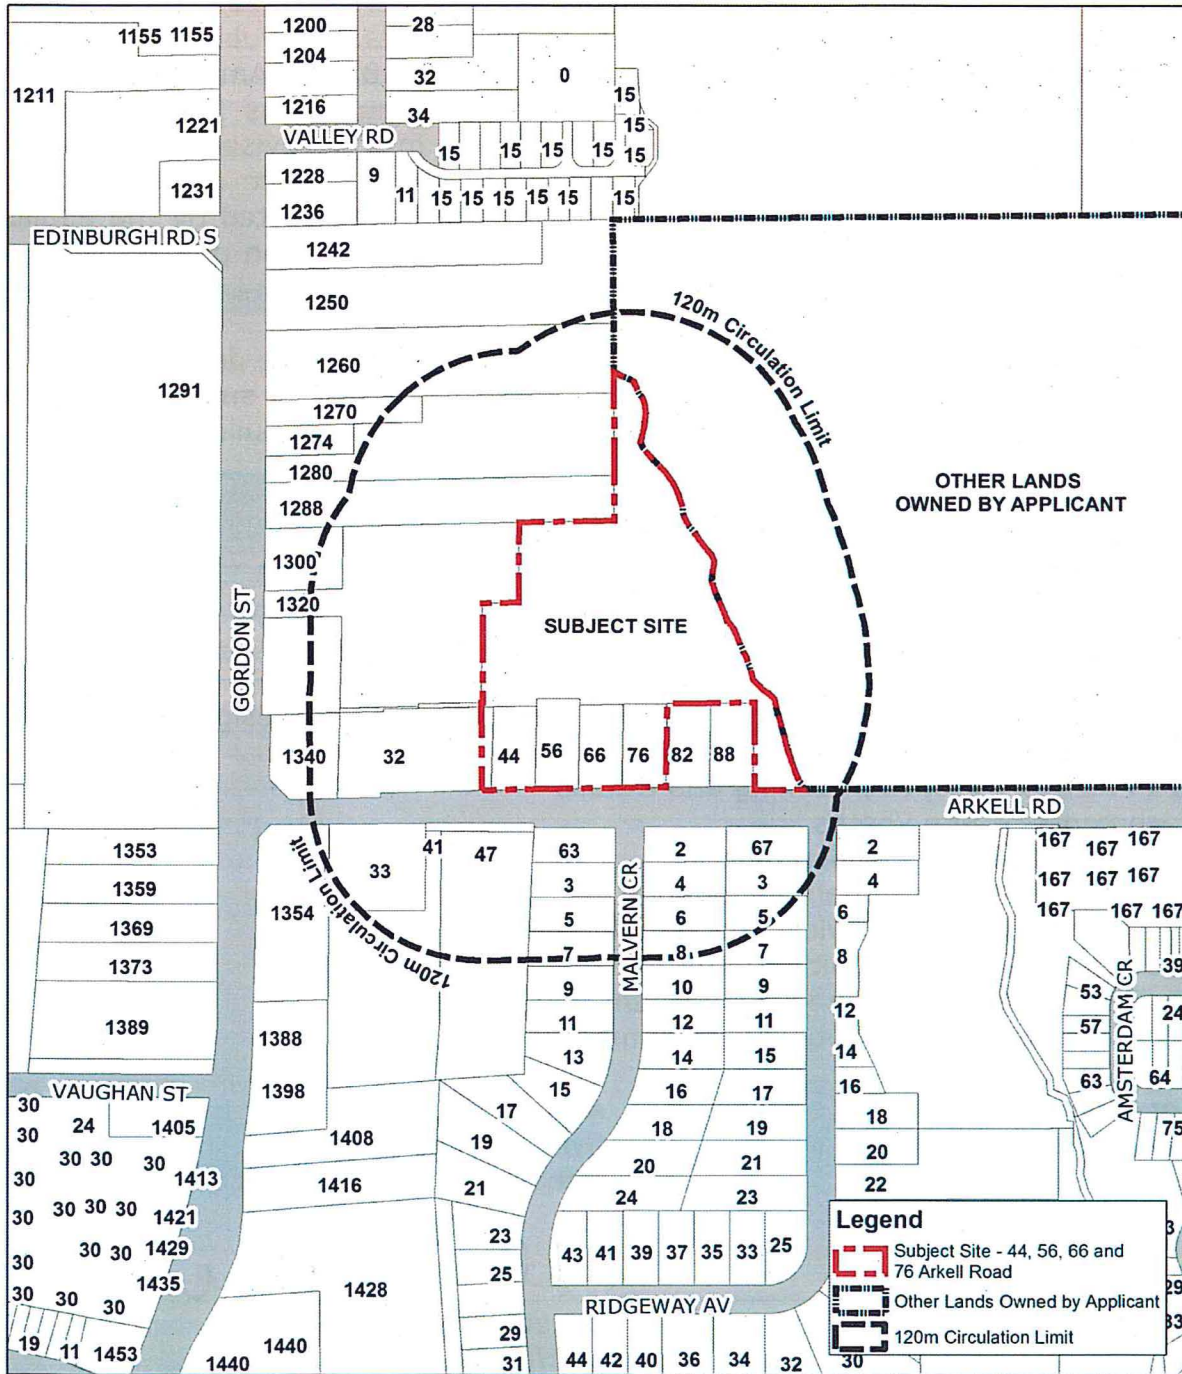 1155 1155 1200 28
1204
1211 32 0
1216 15
1221 34 15
VALLEY RD 15 15 15 15 15
1228 9
1231 11 15 15 15 15 15 15
1236
EDINBURGH RD S
1242
1250
120m Circulation Limit
1260
1291
1270
1274
1280
OTHER LANDS
OWNED BY APPLICANT
1288
1300
1320
GORDON ST
SUBJECT SITE
1340 32 44 56 66 76 82 88
ARKELL RD
1353 33 41 47 63 2 67 2 167 167 167
1359 3 4 3 4 167 167 167
1354
1369 5 6 5 6 167 167 167
120m Circulation Limit
1373 7 8 7 8 39
MALVERN CR
9 10 9 53
1389 11 12 11 12 57 24
1388 13 14 15 14
AMSTERDAM CR
VAUGHAN ST 1398 15 16 17 16 63 64
30 24 1405 17 18 19 18 75
30 1408 19
30 30 30 20 21 20
30 1413 1416 21 24 23 22
30 30 30 30 1421 23
30 30 1429 43 41 39 37 35 33 25
30 1435 1428 25
30 30 30
RIDGEWAY AV
19 11 1453 1440 1440 29
31 44 42 40 36 34 32 30
Legend
Subject Site - 44, 56, 66 and
76 Arkell Road
Other Lands Owned by Applicant
120m Circulation Limit